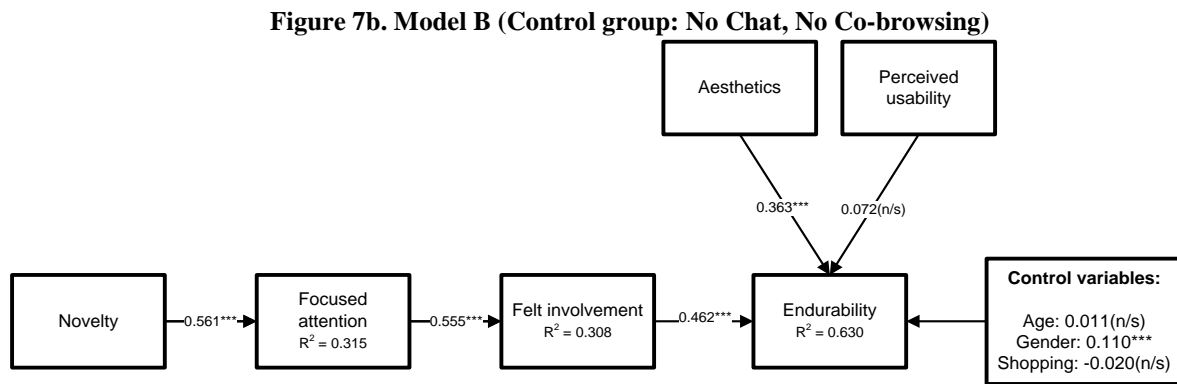 Figure 7b. Model B (Control group: No Chat, No Co-browsing)
Aesthetics
Perceived
usability
0.363***
0.072(n/s)
Novelty
0.561***
Focused
attention
R² = 0.315
0.555***
Felt involvement
R² = 0.308
0.462***
Endurability
R² = 0.630
Control variables:
Age: 0.011(n/s)
Gender: 0.110***
Shopping: -0.020(n/s)